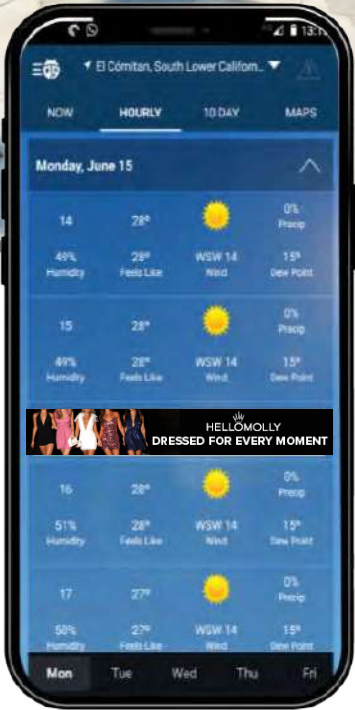 13:1
El Cómitan, South Lower Californ...
NOW HOURLY 10 DAY MAPS
Monday, June 15
14 28° 0%
Precip
49% 28° WSW 14 15°
Humidity Feels Like Wind Dew Point
15 28° 0%
Precip
49% 28° WSW 14 15°
Humidity Feels Like Wind Dew Point
HELLOMOLLY
DRESSED FOR EVERY MOMENT
16 28° 0%
Precip
51% 28° WSW 14 15°
Humidity Feels Like Wind Dew Point
17 27° 0%
Precip
50% 27° WSW 14 15°
Humidity Feels Like Wind Dew Point
Mon Tue Wed Thu Fri